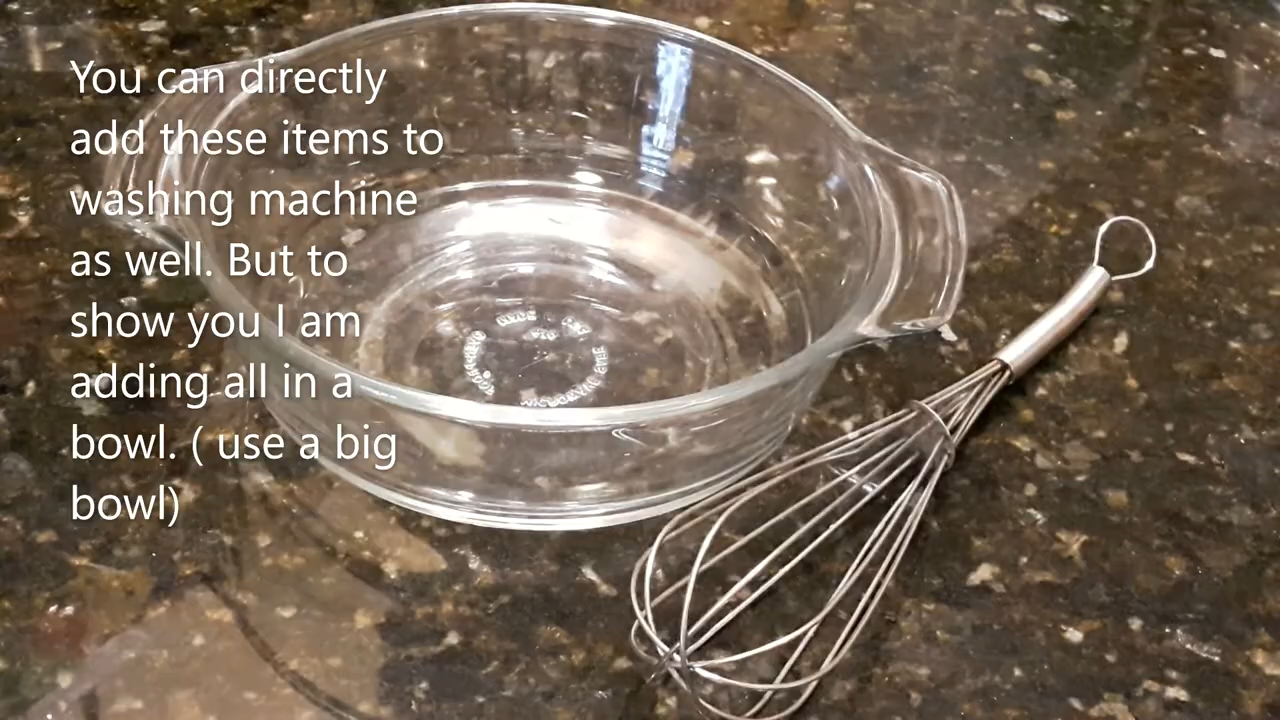 You can directly
add these items to
washing machine
as well. But to
show you I am
adding all in a
bowl. ( use a big
bowl)